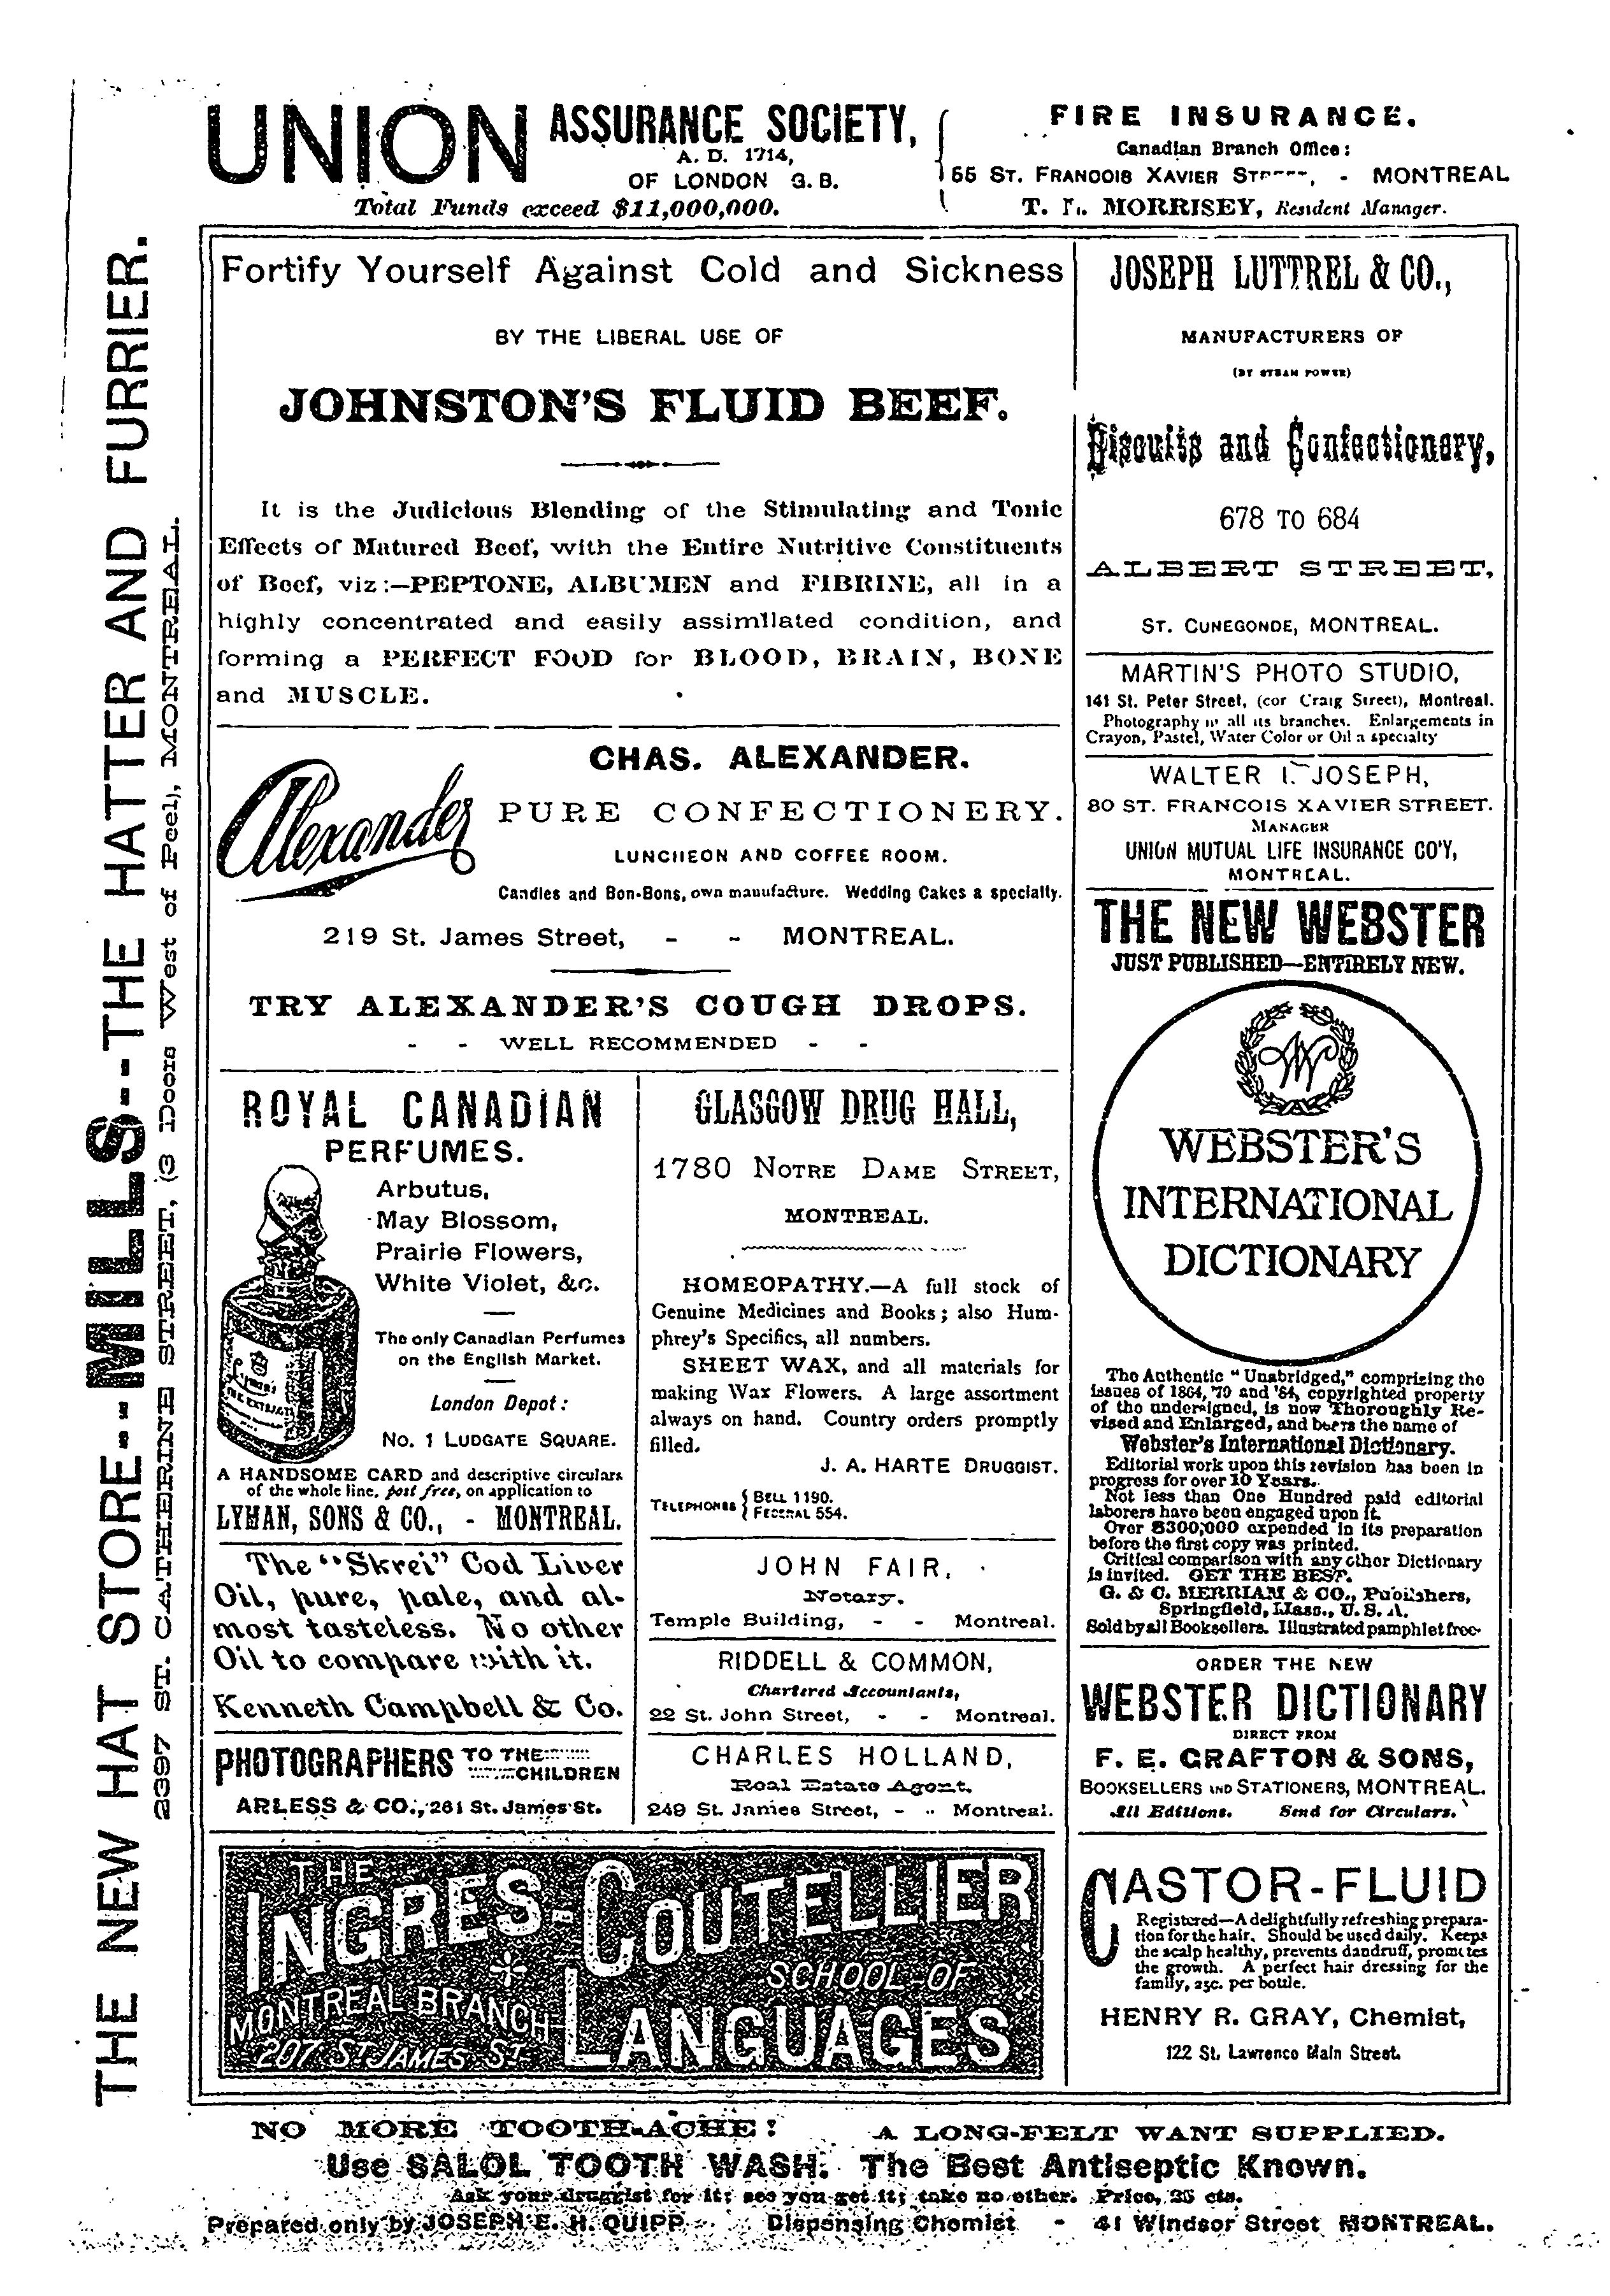 UNION ASSURANCE SOCIETY,
A. D. 1714,
OF LONDON G. B.
Total Funds exceed $11,000,000.
FIRE INSURANCE.
Canadian Branch Office:
55 ST. FRANCOIS XAVIER - MONTREAL
T. L. MORRISEY, Resident Manager.
THE NEW HAT STORE--MILLS--THE HATTER AND FURRIER.
2397 ST. CATHERINE STREET, (3 Doors West of Peel), MONTREAL.
Fortify Yourself Against Cold and Sickness
BY THE LIBERAL USE OF
JOHNSTON'S FLUID BEEF.
It is the Judicious Blending of the Stimulating and Tonic
Effects of Matured Beef, with the Entire Nutritive Constituents
of Beef, viz:—PEPTONE, ALBUMEN and FIBRINE, all in a
highly concentrated and easily assimilated condition, and
forming a PERFECT FOOD for BLOOD, BRAIN, BONE
and MUSCLE.
Alexander
CHAS. ALEXANDER.
PURE CONFECTIONERY.
LUNCHEON AND COFFEE ROOM.
Candies and Bon-Bons, own manufacture. Wedding Cakes a specialty.
219 St. James Street, - - MONTREAL.
TRY ALEXANDER'S COUGH DROPS.
- - WELL RECOMMENDED - -
ROYAL CANADIAN
PERFUMES.
Arbutus,
May Blossom,
Prairie Flowers,
White Violet, &c.
The only Canadian Perfumes
on the English Market.
London Depot:
No. 1 LUDGATE SQUARE.
A HANDSOME CARD and descriptive circulars
of the whole line, post free, on application to
LYMAN, SONS & CO., - MONTREAL.
The "Skrei" Cod Liver
Oil, pure, pale, and al-
most tasteless. No other
Oil to compare with it.
Kenneth Campbell & Co.
PHOTOGRAPHERS TO THE
CHILDREN
ARLESS & CO., 261 St. James St.
GLASGOW DRUG HALL,
1780 NOTRE DAME STREET,
MONTREAL.
HOMEOPATHY.—A full stock of
Genuine Medicines and Books; also Hum-
phrey's Specifics, all numbers.
SHEET WAX, and all materials for
making Wax Flowers. A large assortment
always on hand. Country orders promptly
filled.
J. A. HARTE DRUGGIST.
TELEPHONES { BELL 1190.
FEDERAL 554.
JOHN FAIR,
Notary.
Temple Building, - - Montreal.
RIDDELL & COMMON,
Chartered Accountants,
22 St. John Street, - - Montreal.
CHARLES HOLLAND,
Real Estate Agent,
249 St. James Street, - - Montreal.
THE
INGRES-COUTELLIER
SCHOOL OF
LANGUAGES
MONTREAL BRANCH
207 ST JAMES ST.
JOSEPH LUTTREL & CO.,
MANUFACTURERS OF
(BY STEAM POWER)
Biscuits and Confectionery,
678 TO 684
ALBERT STREET,
ST. CUNEGONDE, MONTREAL.
MARTIN'S PHOTO STUDIO,
141 St. Peter Street, (cor Craig Street), Montreal.
Photography in all its branches. Enlargements in
Crayon, Pastel, Water Color or Oil a specialty
WALTER I. JOSEPH,
80 ST. FRANCOIS XAVIER STREET.
MANAGER
UNION MUTUAL LIFE INSURANCE CO'Y,
MONTREAL.
THE NEW WEBSTER
JUST PUBLISHED—ENTIRELY NEW.
WEBSTER'S
INTERNATIONAL
DICTIONARY
The Authentic "Unabridged," comprising the
issues of 1864, '79 and '84, copyrighted property
of the undersigned, is now Thoroughly Re-
vised and Enlarged, and bears the name of
Webster's International Dictionary.
Editorial work upon this revision has been in
progress for over 10 Years.
Not less than One Hundred paid editorial
laborers have been engaged upon it.
Over $300,000 expended in its preparation
before the first copy was printed.
Critical comparison with any other Dictionary
is invited. GET THE BEST.
G. & C. MERRIAM & CO., Publishers,
Springfield, Mass., U. S. A.
Sold by all Booksellers. Illustrated pamphlet free.
ORDER THE NEW
WEBSTER DICTIONARY
DIRECT FROM
F. E. GRAFTON & SONS,
BOOKSELLERS AND STATIONERS, MONTREAL.
All Editions. Send for Circulars.
CASTOR-FLUID
Registered—A delightfully refreshing prepara-
tion for the hair. Should be used daily. Keeps
the scalp healthy, prevents dandruff, promotes
the growth. A perfect hair dressing for the
family, 25c. per bottle.
HENRY R. GRAY, Chemist,
122 St. Lawrence Main Street.
NO MORE TOOTH-ACHE! A LONG-FELT WANT SUPPLIED.
Use SALOL TOOTH WASH. The Best Antiseptic Known.
Ask your druggist for it; see you get it; take no other. Price, 25 cts.
Prepared only by JOSEPH E. H. QUIPP Dispensing Chemist - 41 Windsor Street MONTREAL.